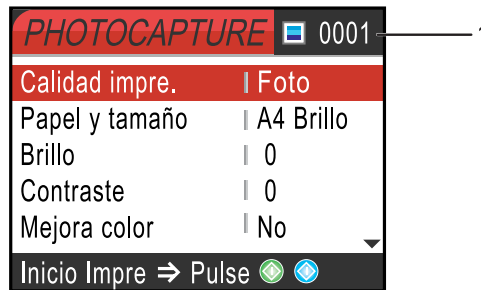 PHOTOCAPTURE 0001
Calidad impre. Foto
Papel y tamaño A4 Brillo
Brillo 0
Contraste 0
Mejora color No
Inicio Impre ⇒ Pulse